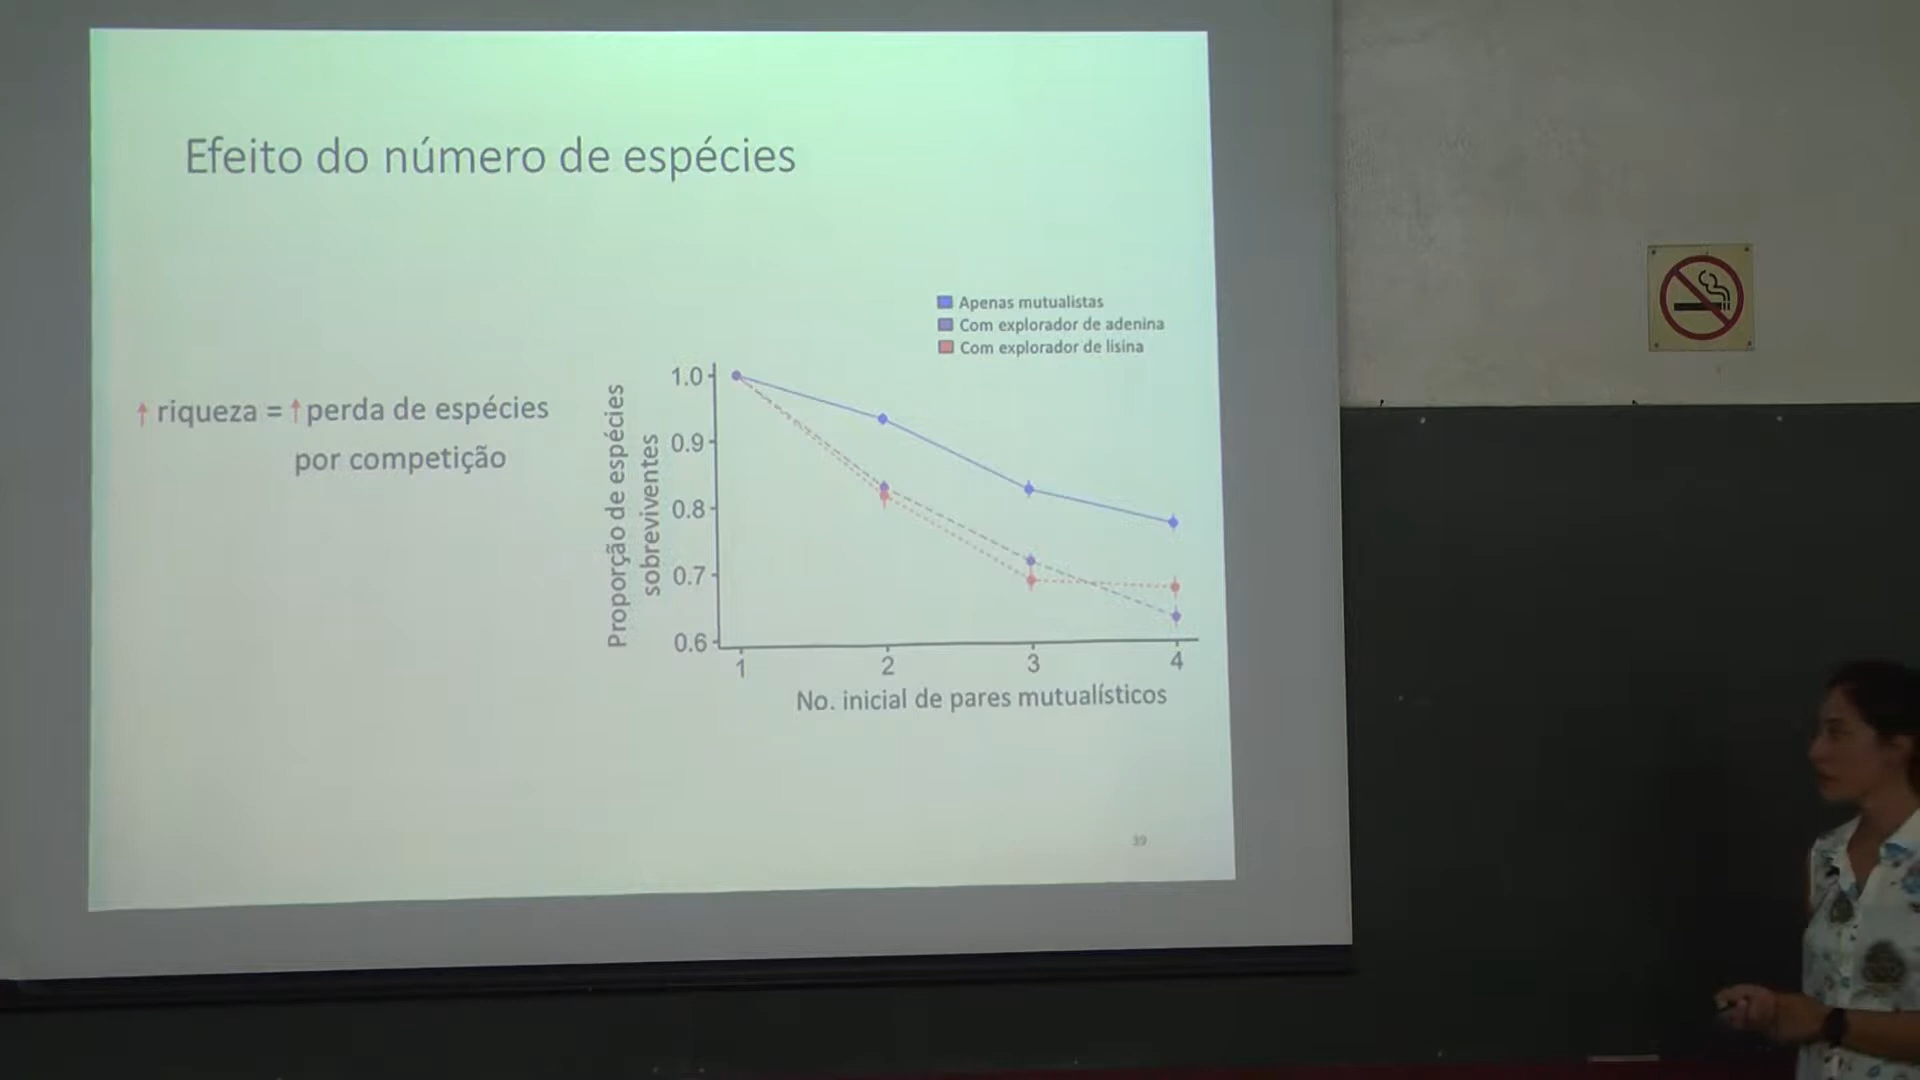 Efeito do número de espécies
↑ riqueza = ↑ perda de espécies
por competição
Apenas mutualistas
Com explorador de adenina
Com explorador de lisina
Proporção de espécies
sobreviventes
1.0
0.9
0.8
0.7
0.6
1 2 3 4
No. inicial de pares mutualísticos
39